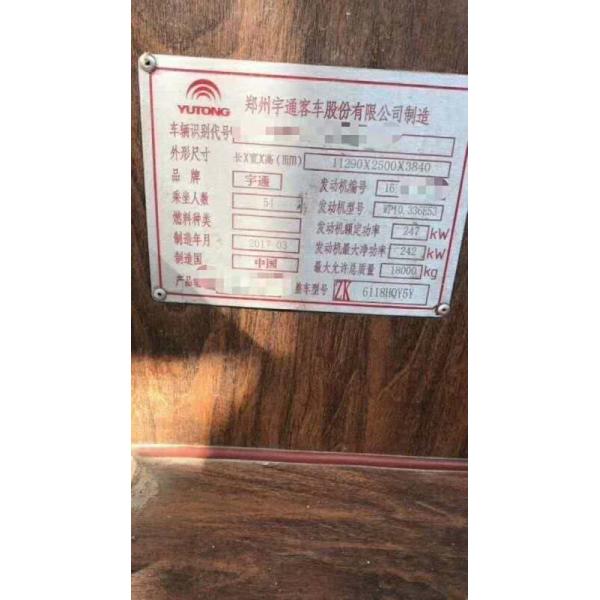 YUTONG 郑州宇通客车股份有限公司制造
车辆识别代号
外形尺寸 长X宽X高(mm) 11290X2500X3840
品牌 宇通 发动机编号 16
乘坐人数 54 发动机型号 WP10.336E53
燃料种类 发动机额定功率 247 kW
制造年月 2017.03 发动机最大净功率 242 kW
制造国 中国 最大允许总质量 18000 kg
产品 整车型号 ZK 6118HQY5Y